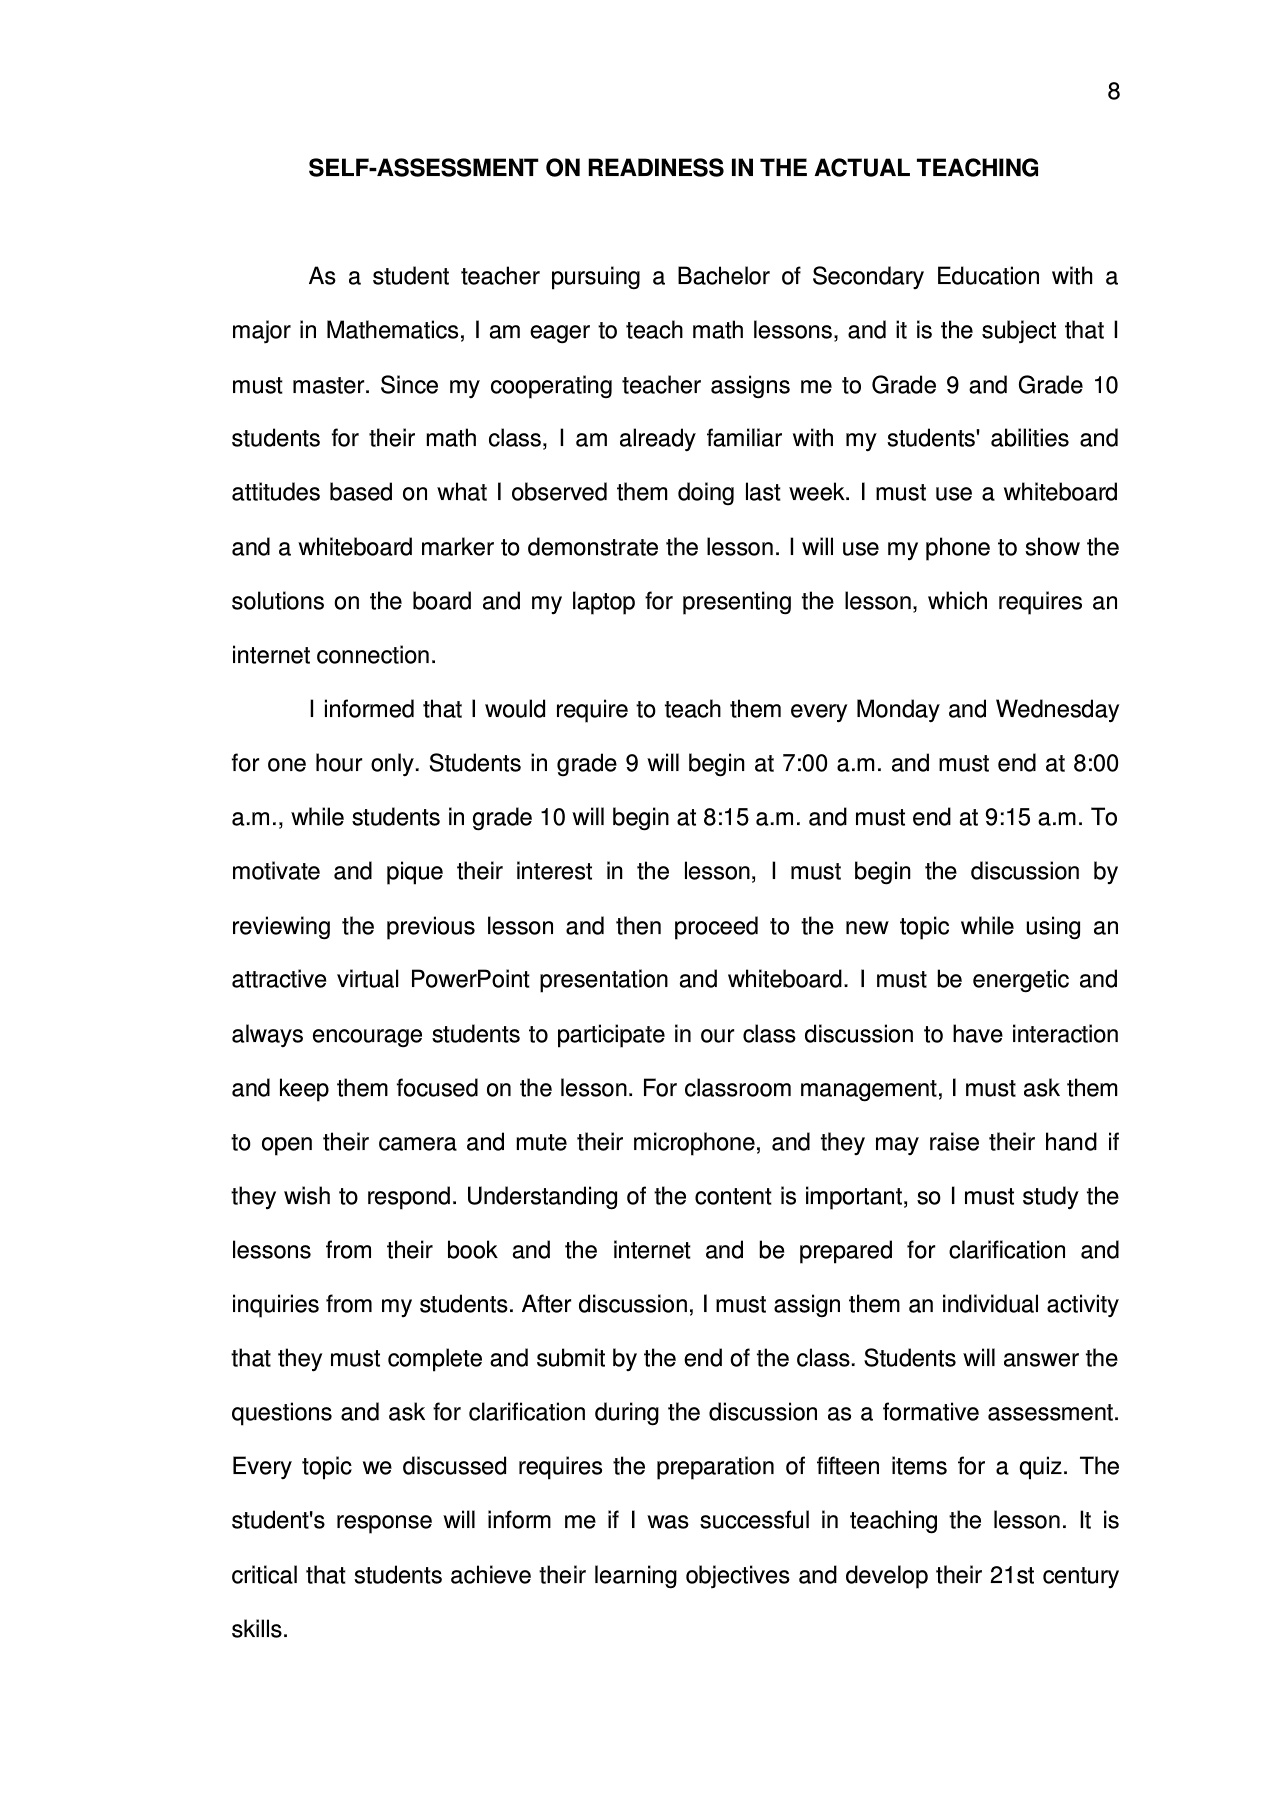 8
SELF-ASSESSMENT ON READINESS IN THE ACTUAL TEACHING
As a student teacher pursuing a Bachelor of Secondary Education with a
major in Mathematics, I am eager to teach math lessons, and it is the subject that I
must master. Since my cooperating teacher assigns me to Grade 9 and Grade 10
students for their math class, I am already familiar with my students' abilities and
attitudes based on what I observed them doing last week. I must use a whiteboard
and a whiteboard marker to demonstrate the lesson. I will use my phone to show the
solutions on the board and my laptop for presenting the lesson, which requires an
internet connection.
I informed that I would require to teach them every Monday and Wednesday
for one hour only. Students in grade 9 will begin at 7:00 a.m. and must end at 8:00
a.m., while students in grade 10 will begin at 8:15 a.m. and must end at 9:15 a.m. To
motivate and pique their interest in the lesson, I must begin the discussion by
reviewing the previous lesson and then proceed to the new topic while using an
attractive virtual PowerPoint presentation and whiteboard. I must be energetic and
always encourage students to participate in our class discussion to have interaction
and keep them focused on the lesson. For classroom management, I must ask them
to open their camera and mute their microphone, and they may raise their hand if
they wish to respond. Understanding of the content is important, so I must study the
lessons from their book and the internet and be prepared for clarification and
inquiries from my students. After discussion, I must assign them an individual activity
that they must complete and submit by the end of the class. Students will answer the
questions and ask for clarification during the discussion as a formative assessment.
Every topic we discussed requires the preparation of fifteen items for a quiz. The
student's response will inform me if I was successful in teaching the lesson. It is
critical that students achieve their learning objectives and develop their 21st century
skills.